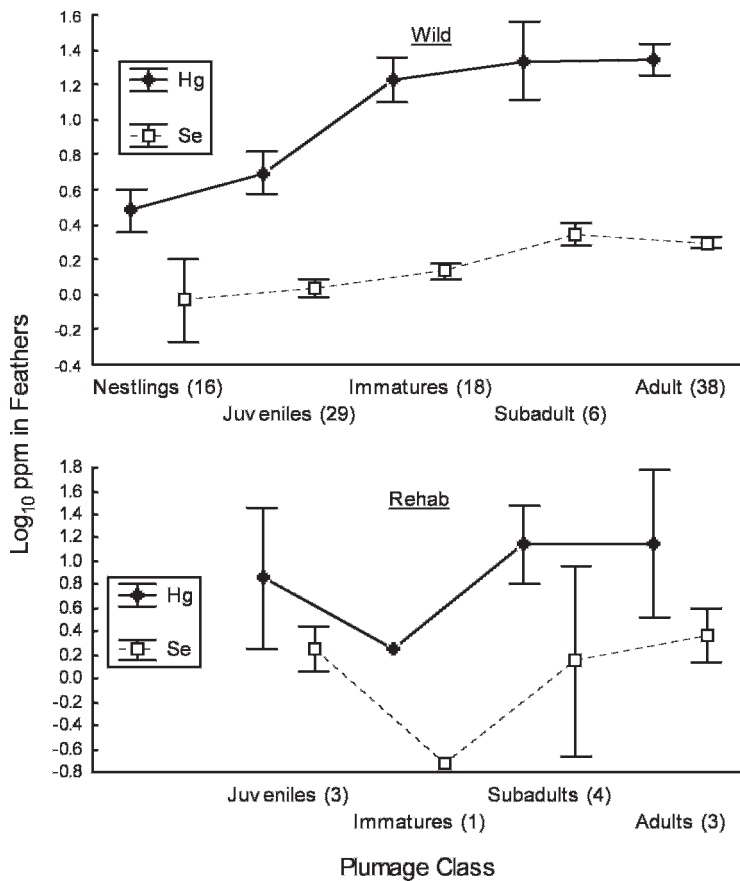 1.6
Wild
1.4
1.2
1.0
0.8
0.6
0.4
0.2
0.0
-0.2
-0.4
Hg
Se
Nestlings (16)
Immatures (18)
Adult (38)
Juveniles (29)
Subadult (6)
Log10 ppm in Feathers
1.8
1.6
Rehab
1.4
1.2
1.0
0.8
0.6
0.4
0.2
0.0
-0.2
-0.4
-0.6
-0.8
Hg
Se
Juveniles (3)
Subadults (4)
Immatures (1)
Adults (3)
Plumage Class